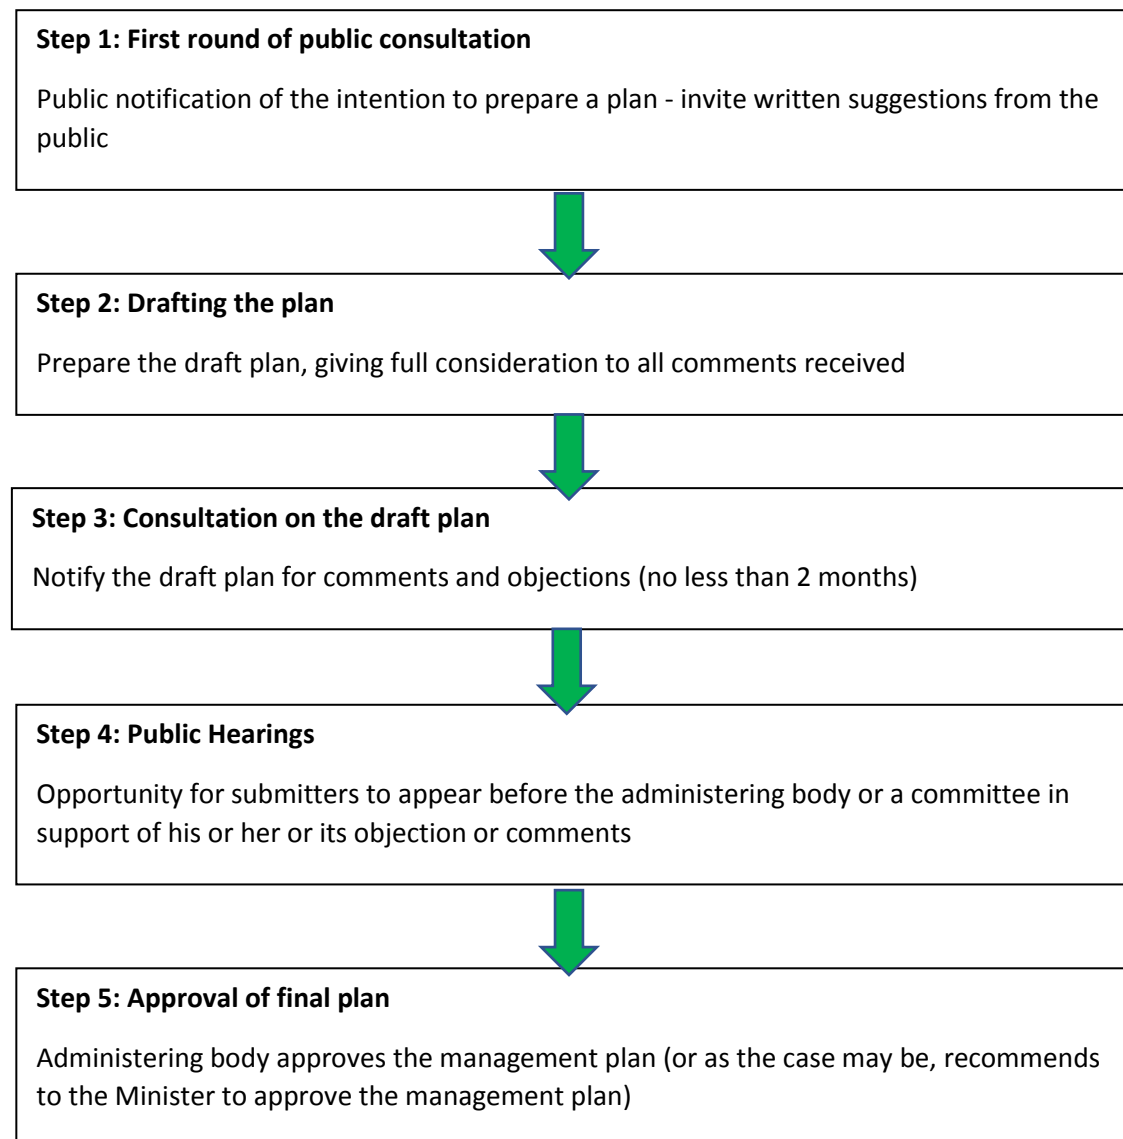 Step 1: First round of public consultation
Public notification of the intention to prepare a plan - invite written suggestions from the
public
Step 2: Drafting the plan
Prepare the draft plan, giving full consideration to all comments received
Step 3: Consultation on the draft plan
Notify the draft plan for comments and objections (no less than 2 months)
Step 4: Public Hearings
Opportunity for submitters to appear before the administering body or a committee in
support of his or her or its objection or comments
Step 5: Approval of final plan
Administering body approves the management plan (or as the case may be, recommends
to the Minister to approve the management plan)